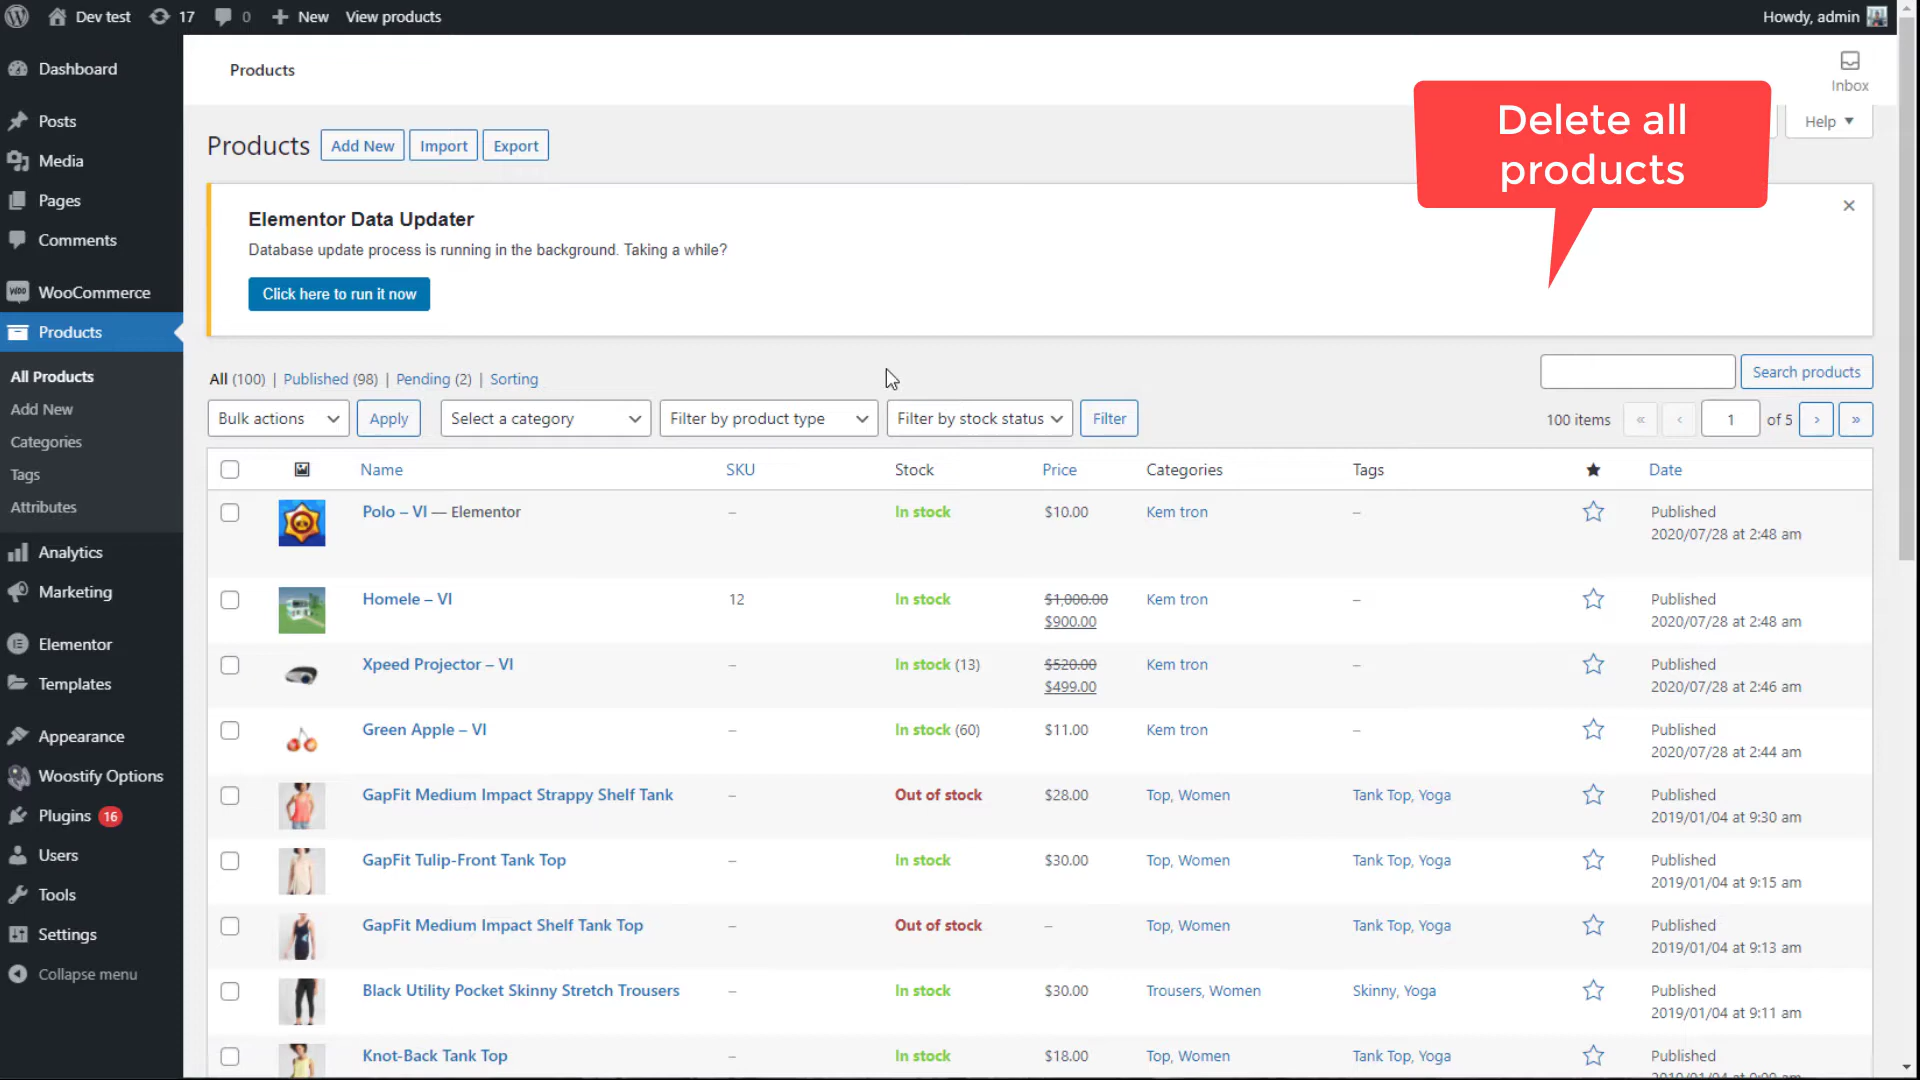 Dev test 17 0 New View products Howdy, admin
Dashboard
Posts
Media
Pages
Comments
WOO WooCommerce
Products
All Products
Add New
Categories
Tags
Attributes
Analytics
Marketing
Elementor
Templates
Appearance
Woostify Options
Plugins 16
Users
Tools
Settings
Collapse menu
Products
Inbox
Delete all
products
Help
Products Add New Import Export
Elementor Data Updater
Database update process is running in the background. Taking a while?
Click here to run it now
All (100) | Published (98) | Pending (2) | Sorting
Search products
Bulk actions Apply Select a category Filter by product type Filter by stock status Filter 100 items « ‹ 1 of 5 › »
Name SKU Stock Price Categories Tags Date
Polo – VI — Elementor – In stock $10.00 Kem tron – Published
2020/07/28 at 2:48 am
Homele – VI 12 In stock $1,000.00 Kem tron – Published
$900.00 2020/07/28 at 2:48 am
Xpeed Projector – VI – In stock (13) $520.00 Kem tron – Published
$499.00 2020/07/28 at 2:46 am
Green Apple – VI – In stock (60) $11.00 Kem tron – Published
2020/07/28 at 2:44 am
GapFit Medium Impact Strappy Shelf Tank – Out of stock $28.00 Top, Women Tank Top, Yoga Published
2019/01/04 at 9:30 am
GapFit Tulip-Front Tank Top – In stock $30.00 Top, Women Tank Top, Yoga Published
2019/01/04 at 9:15 am
GapFit Medium Impact Shelf Tank Top – Out of stock – Top, Women Tank Top, Yoga Published
2019/01/04 at 9:13 am
Black Utility Pocket Skinny Stretch Trousers – In stock $30.00 Trousers, Women Skinny, Yoga Published
2019/01/04 at 9:11 am
Knot-Back Tank Top – In stock $18.00 Top, Women Tank Top, Yoga Published